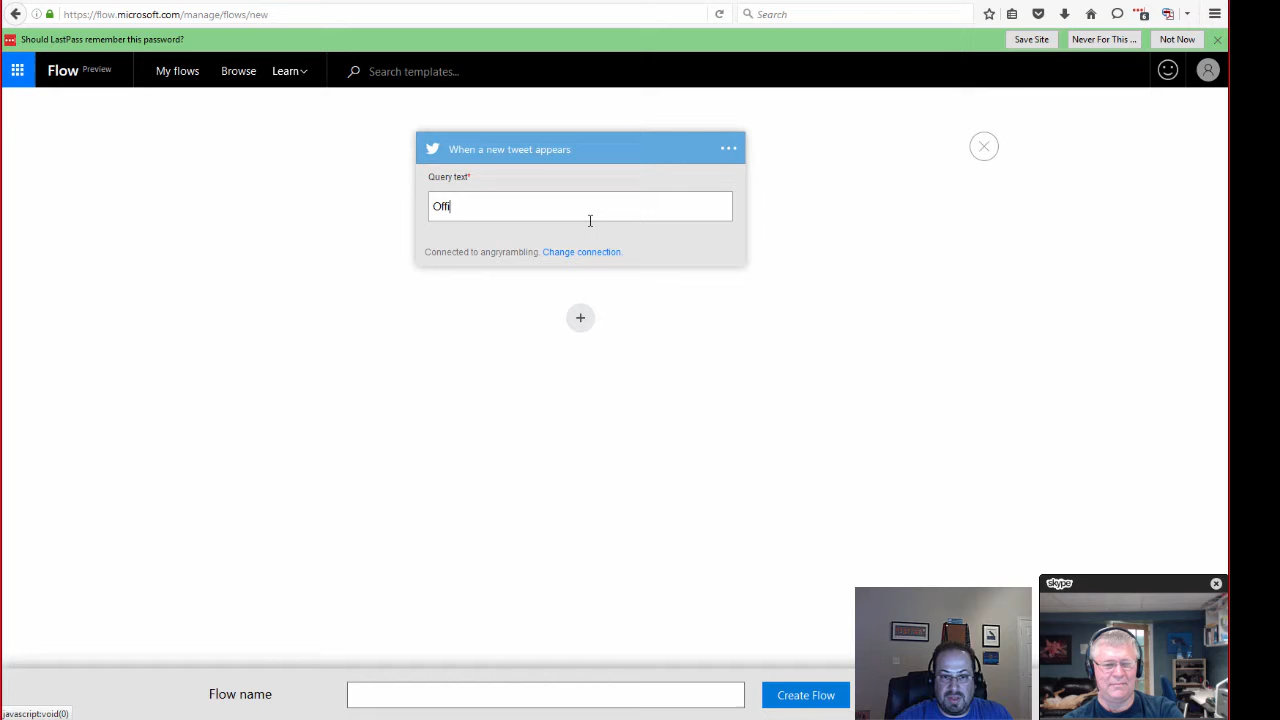 https://flow.microsoft.com/manage/flows/new
Search
6
Should LastPass remember this password?
Save Site
Never For This ...
Not Now
Flow Preview
My flows
Browse
Learn
Search templates...
When a new tweet appears
Query text*
Offi
Connected to angryrambling. Change connection.
skype
Flow name
Create Flow
javascript:void(0)